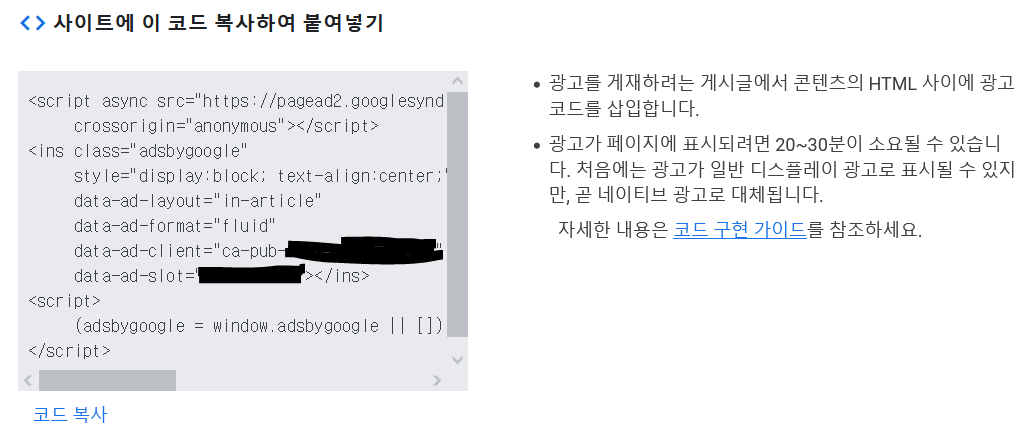 <> 사이트에 이 코드 복사하여 붙여넣기
<script async src="https://pagead2.googlesynd
crossorigin="anonymous"></script>
<ins class="adsbygoogle"
style="display:block; text-align:center;"
data-ad-layout="in-article"
data-ad-format="fluid"
data-ad-client="ca-pub-"
data-ad-slot="></ins>
<script>
(adsbygoogle = window.adsbygoogle || [])
</script>
코드 복사
• 광고를 게재하려는 게시글에서 콘텐츠의 HTML 사이에 광고
코드를 삽입합니다.
• 광고가 페이지에 표시되려면 20~30분이 소요될 수 있습니
다. 처음에는 광고가 일반 디스플레이 광고로 표시될 수 있지
만, 곧 네이티브 광고로 대체됩니다.
자세한 내용은 코드 구현 가이드를 참조하세요.